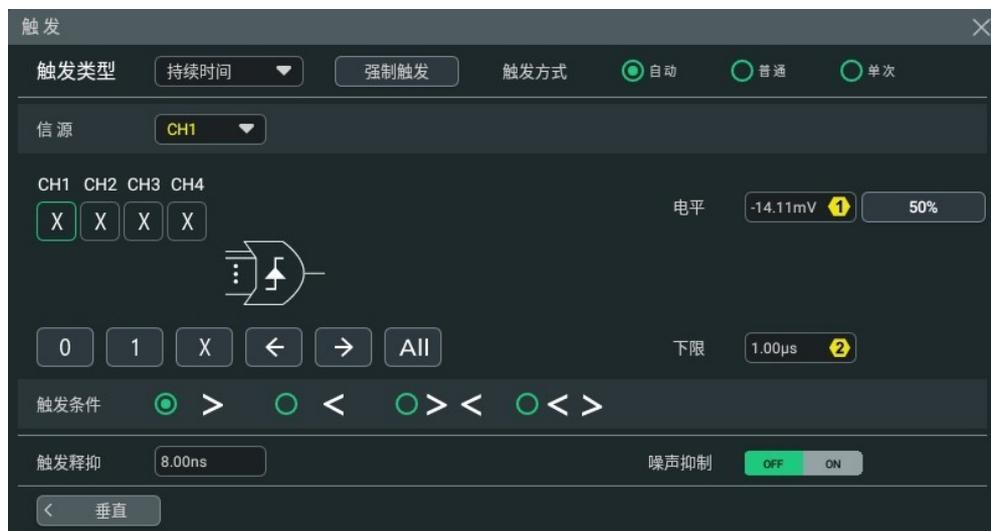 触发
触发类型 持续时间 强制触发 触发方式 自动 普通 单次
信源 CH1
CH1 CH2 CH3 CH4
X X X X 电平 -14.11mV 1 50%
0 1 X ← → All 下限 1.00μs 2
触发条件 > < > < < >
触发释抑 8.00ns 噪声抑制 OFF ON
< 垂直